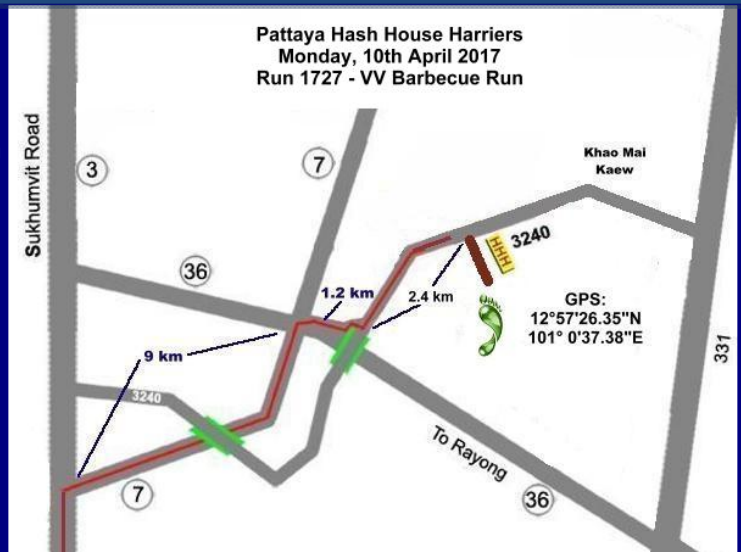 Pattaya Hash House Harriers
Monday, 10th April 2017
Run 1727 - VV Barbecue Run
Sukhumvit Road
3
7
Khao Mai
Kaew
36
HHH
3240
1.2 km
2.4 km
GPS:
12°57'26.35"N
101° 0'37.38"E
331
9 km
3240
To Rayong
7
36